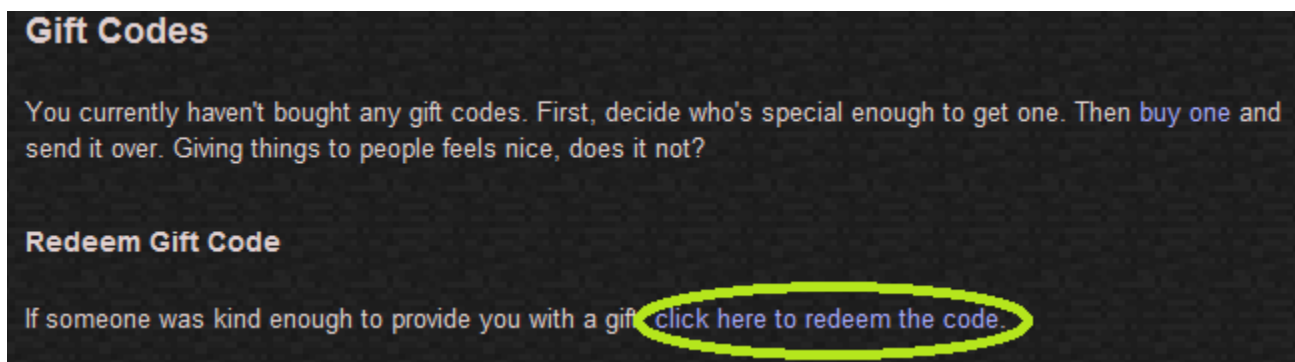 Gift Codes
You currently haven't bought any gift codes. First, decide who's special enough to get one. Then buy one and
send it over. Giving things to people feels nice, does it not?
Redeem Gift Code
If someone was kind enough to provide you with a gift click here to redeem the code.